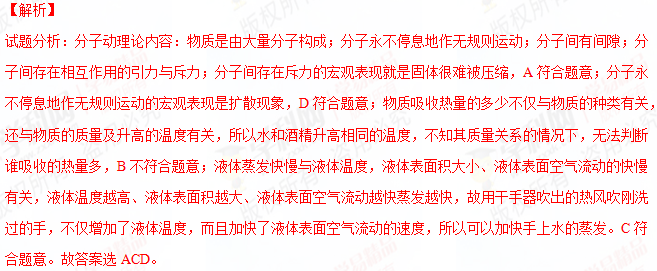 【解析】
试题分析：分子动理论内容：物质是由大量分子构成；分子永不停息地作无规则运动；分子间有间隙；分
子间存在相互作用的引力与斥力；分子间存在斥力的宏观表现就是固体很难被压缩，A 符合题意；分子永
不停息地作无规则运动的宏观表现是扩散现象，D 符合题意；物质吸收热量的多少不仅与物质的种类有关，
还与物质的质量及升高的温度有关，所以水和酒精升高相同的温度，不知其质量关系的情况下，无法判断
谁吸收的热量多，B 不符合题意；液体蒸发快慢与液体温度，液体表面积大小、液体表面空气流动的快慢
有关，液体温度越高、液体表面积越大、液体表面空气流动越快蒸发越快，故用干手器吹出的热风吹刚洗
过的手，不仅增加了液体温度，而且加快了液体表面空气流动的速度，所以可以加快手上水的蒸发。C 符
合题意。故答案选 ACD。